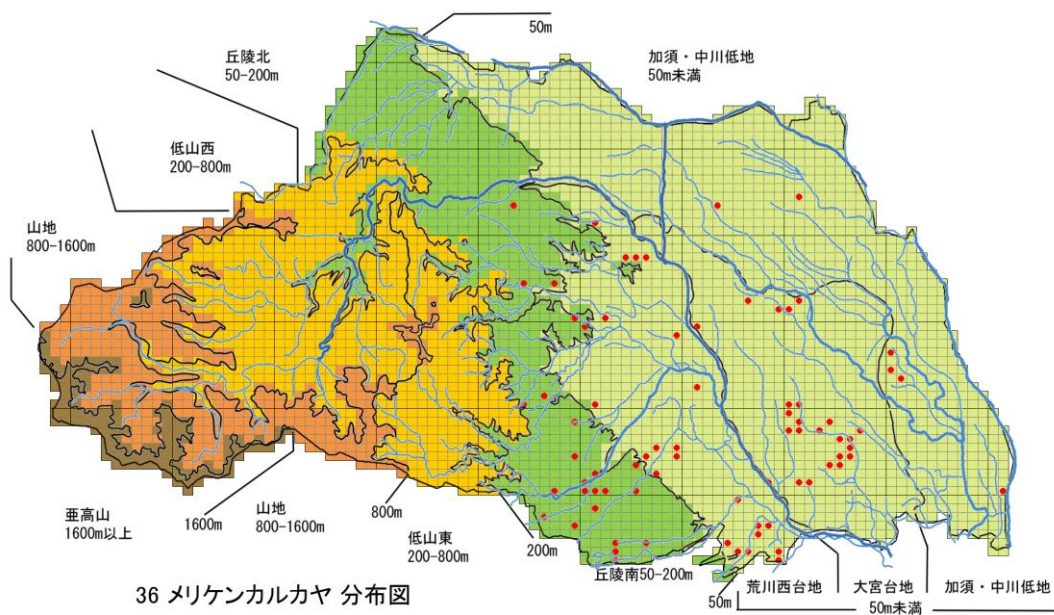 50m
丘陵北
50-200m
加須・中川低地
50m未満
低山西
200-800m
山地
800-1600m
亜高山
1600m以上
1600m
山地
800-1600m
800m
低山東
200-800m
200m
丘陵南50-200m
50m
荒川西台地
大宮台地
加須・中川低地
50m未満
36 メリケンカルカヤ 分布図